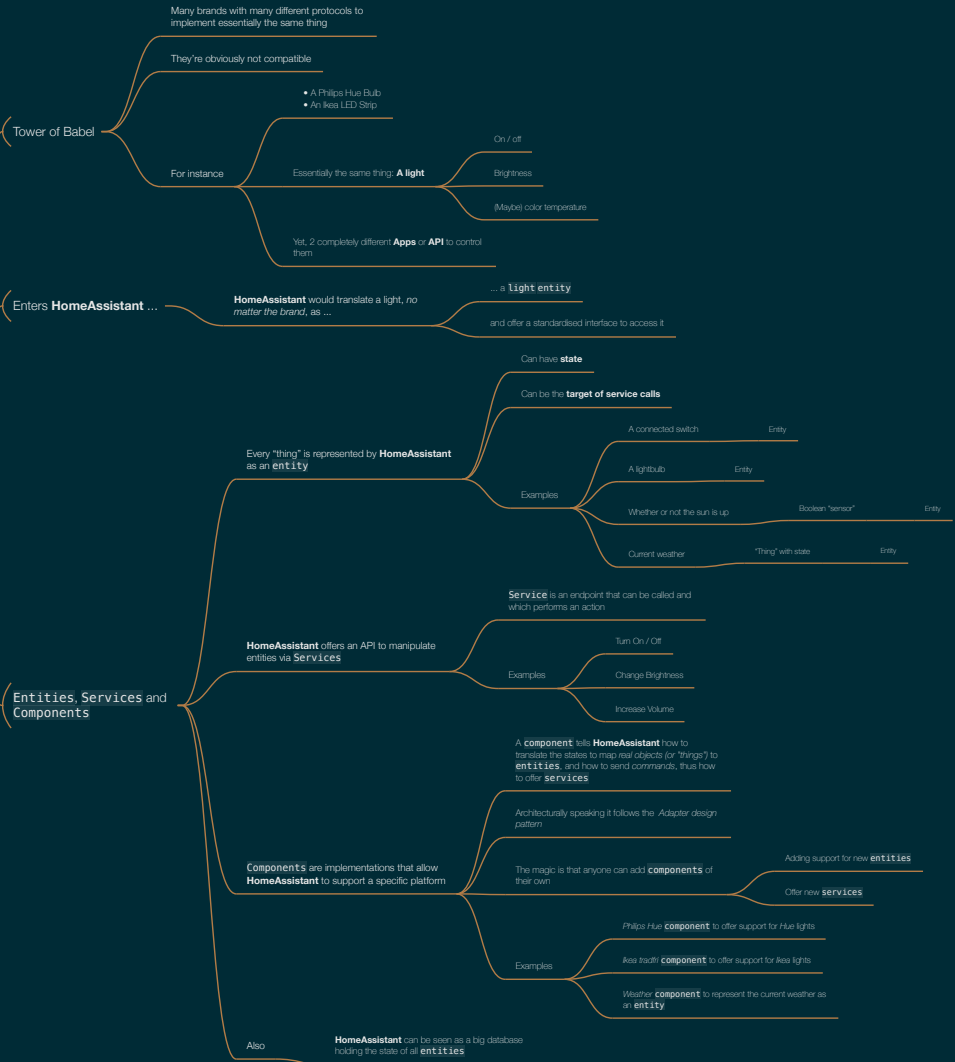 Many brands with many different protocols to
implement essentially the same thing
They're obviously not compatible
Tower of Babel
For instance
• A Philips Hue Bulb
• An Ikea LED Strip
Essentially the same thing: A light
On / off
Brightness
(Maybe) color temperature
Yet, 2 completely different Apps or API to control
them
Enters HomeAssistant ...
HomeAssistant would translate a light, no
matter the brand, as ...
... a light entity
and offer a standardised interface to access it
Entities, Services and
Components
Every "thing" is represented by HomeAssistant
as an entity
Can have state
Can be the target of service calls
Examples
A connected switch
Entity
A lightbulb
Entity
Whether or not the sun is up
Boolean "sensor"
Entity
Current weather
"Thing" with state
Entity
HomeAssistant offers an API to manipulate
entities via Services
Service is an endpoint that can be called and
which performs an action
Examples
Turn On / Off
Change Brightness
Increase Volume
Components are implementations that allow
HomeAssistant to support a specific platform
A component tells HomeAssistant how to
translate the states to map real objects (or "things") to
entities, and how to send commands, thus how
to offer services
Architecturally speaking it follows the Adapter design
pattern
The magic is that anyone can add components of
their own
Adding support for new entities
Offer new services
Examples
Philips Hue component to offer support for Hue lights
Ikea tradfri component to offer support for Ikea lights
Weather component to represent the current weather as
an entity
Also
HomeAssistant can be seen as a big database
holding the state of all entities